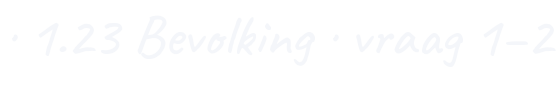 · 1.23 Bevolking · vraag 1–2